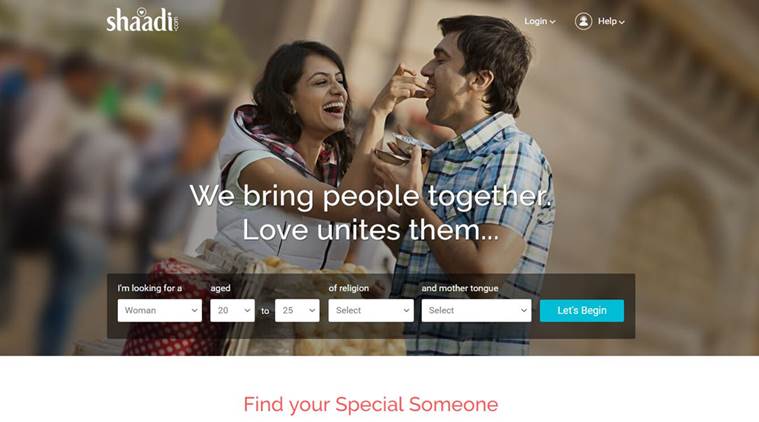 shaadi.com
Login
Help
We bring people together.
Love unites them...
I'm looking for a
aged
of religion
and mother tongue
Woman
20
to
25
Select
Select
Let's Begin
Find your Special Someone